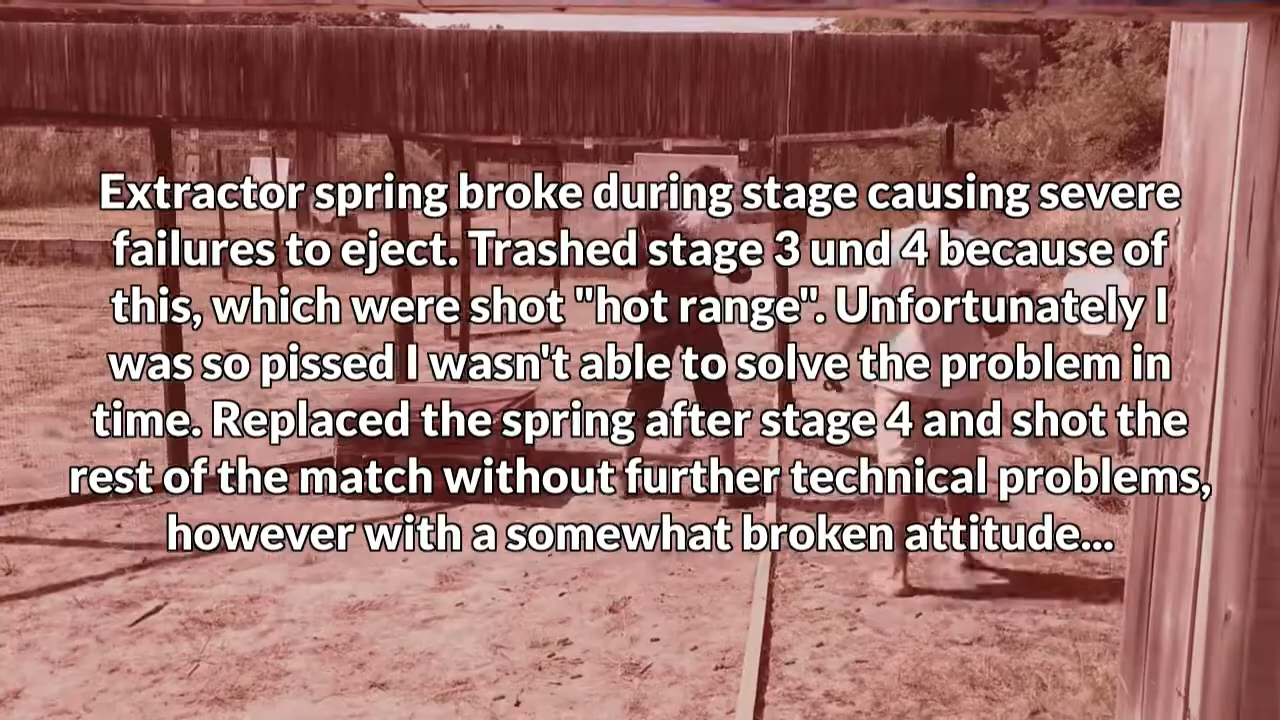 Extractor spring broke during stage causing severe
failures to eject. Trashed stage 3 und 4 because of
this, which were shot "hot range". Unfortunately I
was so pissed I wasn't able to solve the problem in
time. Replaced the spring after stage 4 and shot the
rest of the match without further technical problems,
however with a somewhat broken attitude...